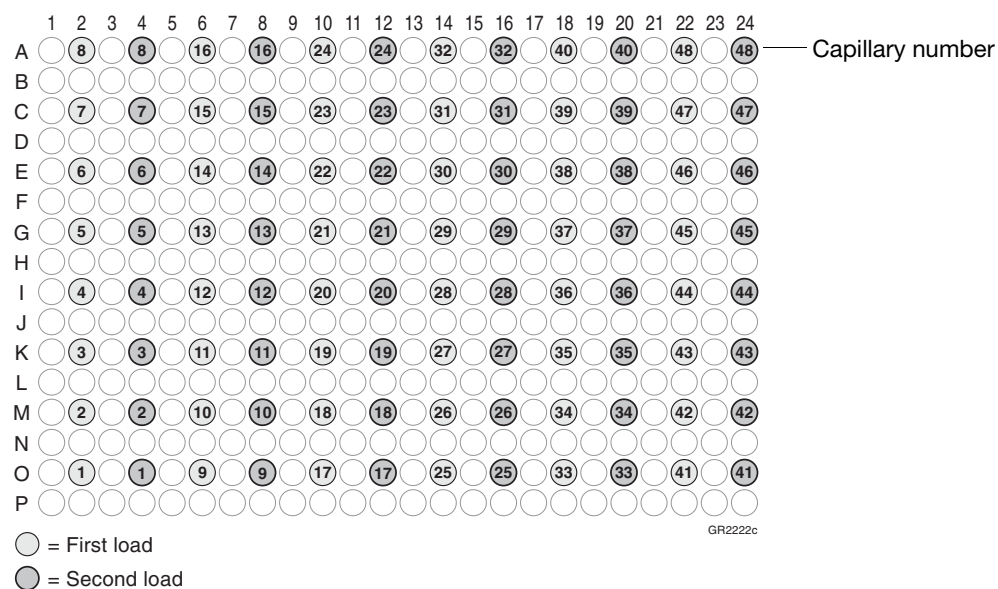 1 2 3 4 5 6 7 8 9 10 11 12 13 14 15 16 17 18 19 20 21 22 23 24
A 8 8 16 16 24 24 32 32 40 40 48 48 Capillary number
B
C 7 7 15 15 23 23 31 31 39 39 47 47
D
E 6 6 14 14 22 22 30 30 38 38 46 46
F
G 5 5 13 13 21 21 29 29 37 37 45 45
H
I 4 4 12 12 20 20 28 28 36 36 44 44
J
K 3 3 11 11 19 19 27 27 35 35 43 43
L
M 2 2 10 10 18 18 26 26 34 34 42 42
N
O 1 1 9 9 17 17 25 25 33 33 41 41
P
GR2222c
= First load
= Second load